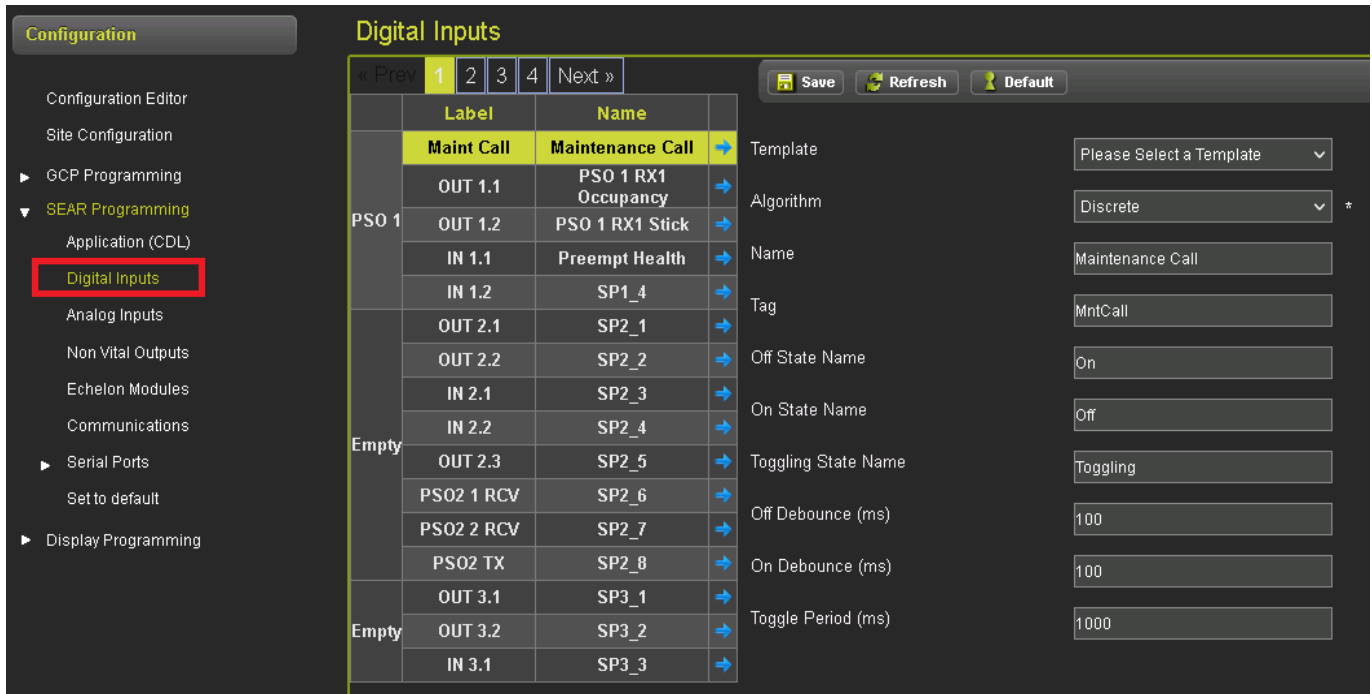 Configuration
Configuration Editor
Site Configuration
GCP Programming
SEAR Programming
Application (CDL)
Digital Inputs
Analog Inputs
Non Vital Outputs
Echelon Modules
Communications
Serial Ports
Set to default
Display Programming
Digital Inputs
« Prev 1 2 3 4 Next »
Label Name
PSO 1
Maint Call Maintenance Call
OUT 1.1 PSO 1 RX1
Occupancy
OUT 1.2 PSO 1 RX1 Stick
IN 1.1 Preempt Health
IN 1.2 SP1_4
Empty
OUT 2.1 SP2_1
OUT 2.2 SP2_2
IN 2.1 SP2_3
IN 2.2 SP2_4
OUT 2.3 SP2_5
PSO2 1 RCV SP2_6
PSO2 2 RCV SP2_7
PSO2 TX SP2_8
Empty
OUT 3.1 SP3_1
OUT 3.2 SP3_2
IN 3.1 SP3_3
Save Refresh Default
Template Please Select a Template
Algorithm Discrete *
Name Maintenance Call
Tag MntCall
Off State Name On
On State Name Off
Toggling State Name Toggling
Off Debounce (ms) 100
On Debounce (ms) 100
Toggle Period (ms) 1000